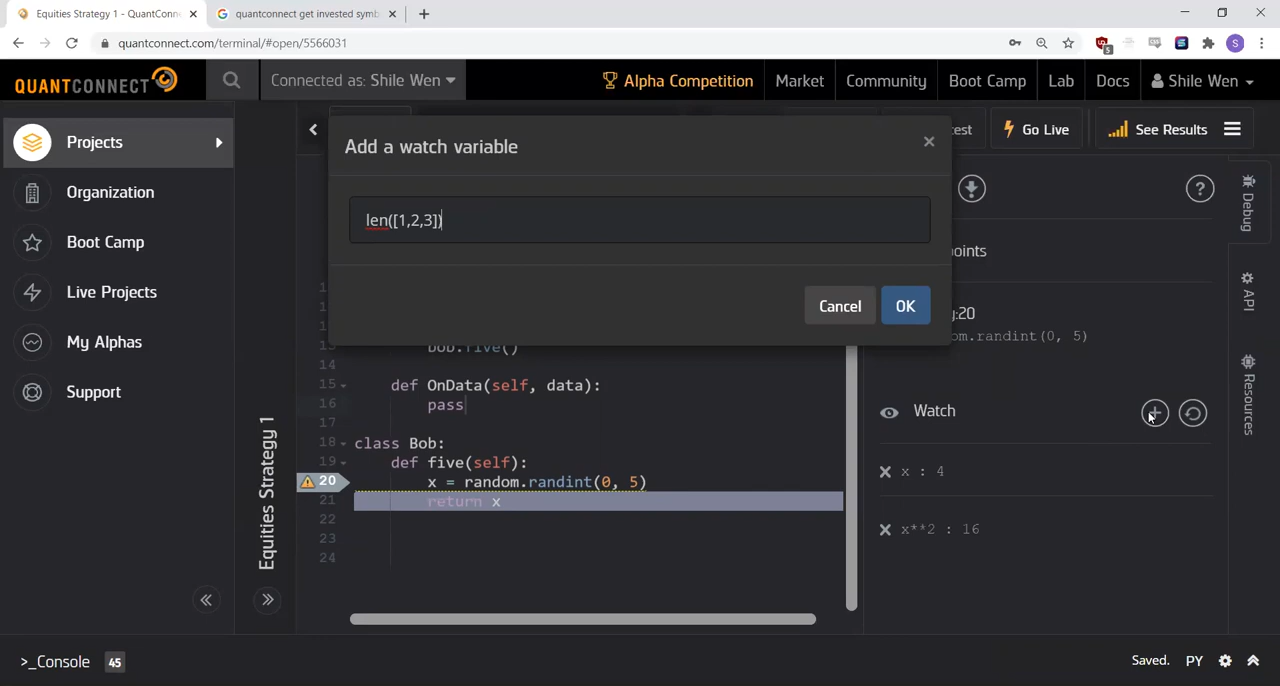 Equities Strategy 1 - QuantConne
quantconnect get invested symb
quantconnect.com/terminal/#open/5566031
5
S
QUANTCONNECT
Connected as: Shile Wen
Alpha Competition
Market
Community
Boot Camp
Lab
Docs
Shile Wen
Projects
Organization
Boot Camp
Live Projects
My Alphas
Support
Equities Strategy 1
Add a watch variable
len([1,2,3])
Cancel
OK
Go Live
See Results
?
Debug
API
Resources
14
15 def OnData(self, data):
16 pass
17
18 class Bob:
19 def five(self):
20 x = random.randint(0, 5)
21 return x
22
23
24
Watch
x : 4
x**2 : 16
>_Console 45
Saved. PY